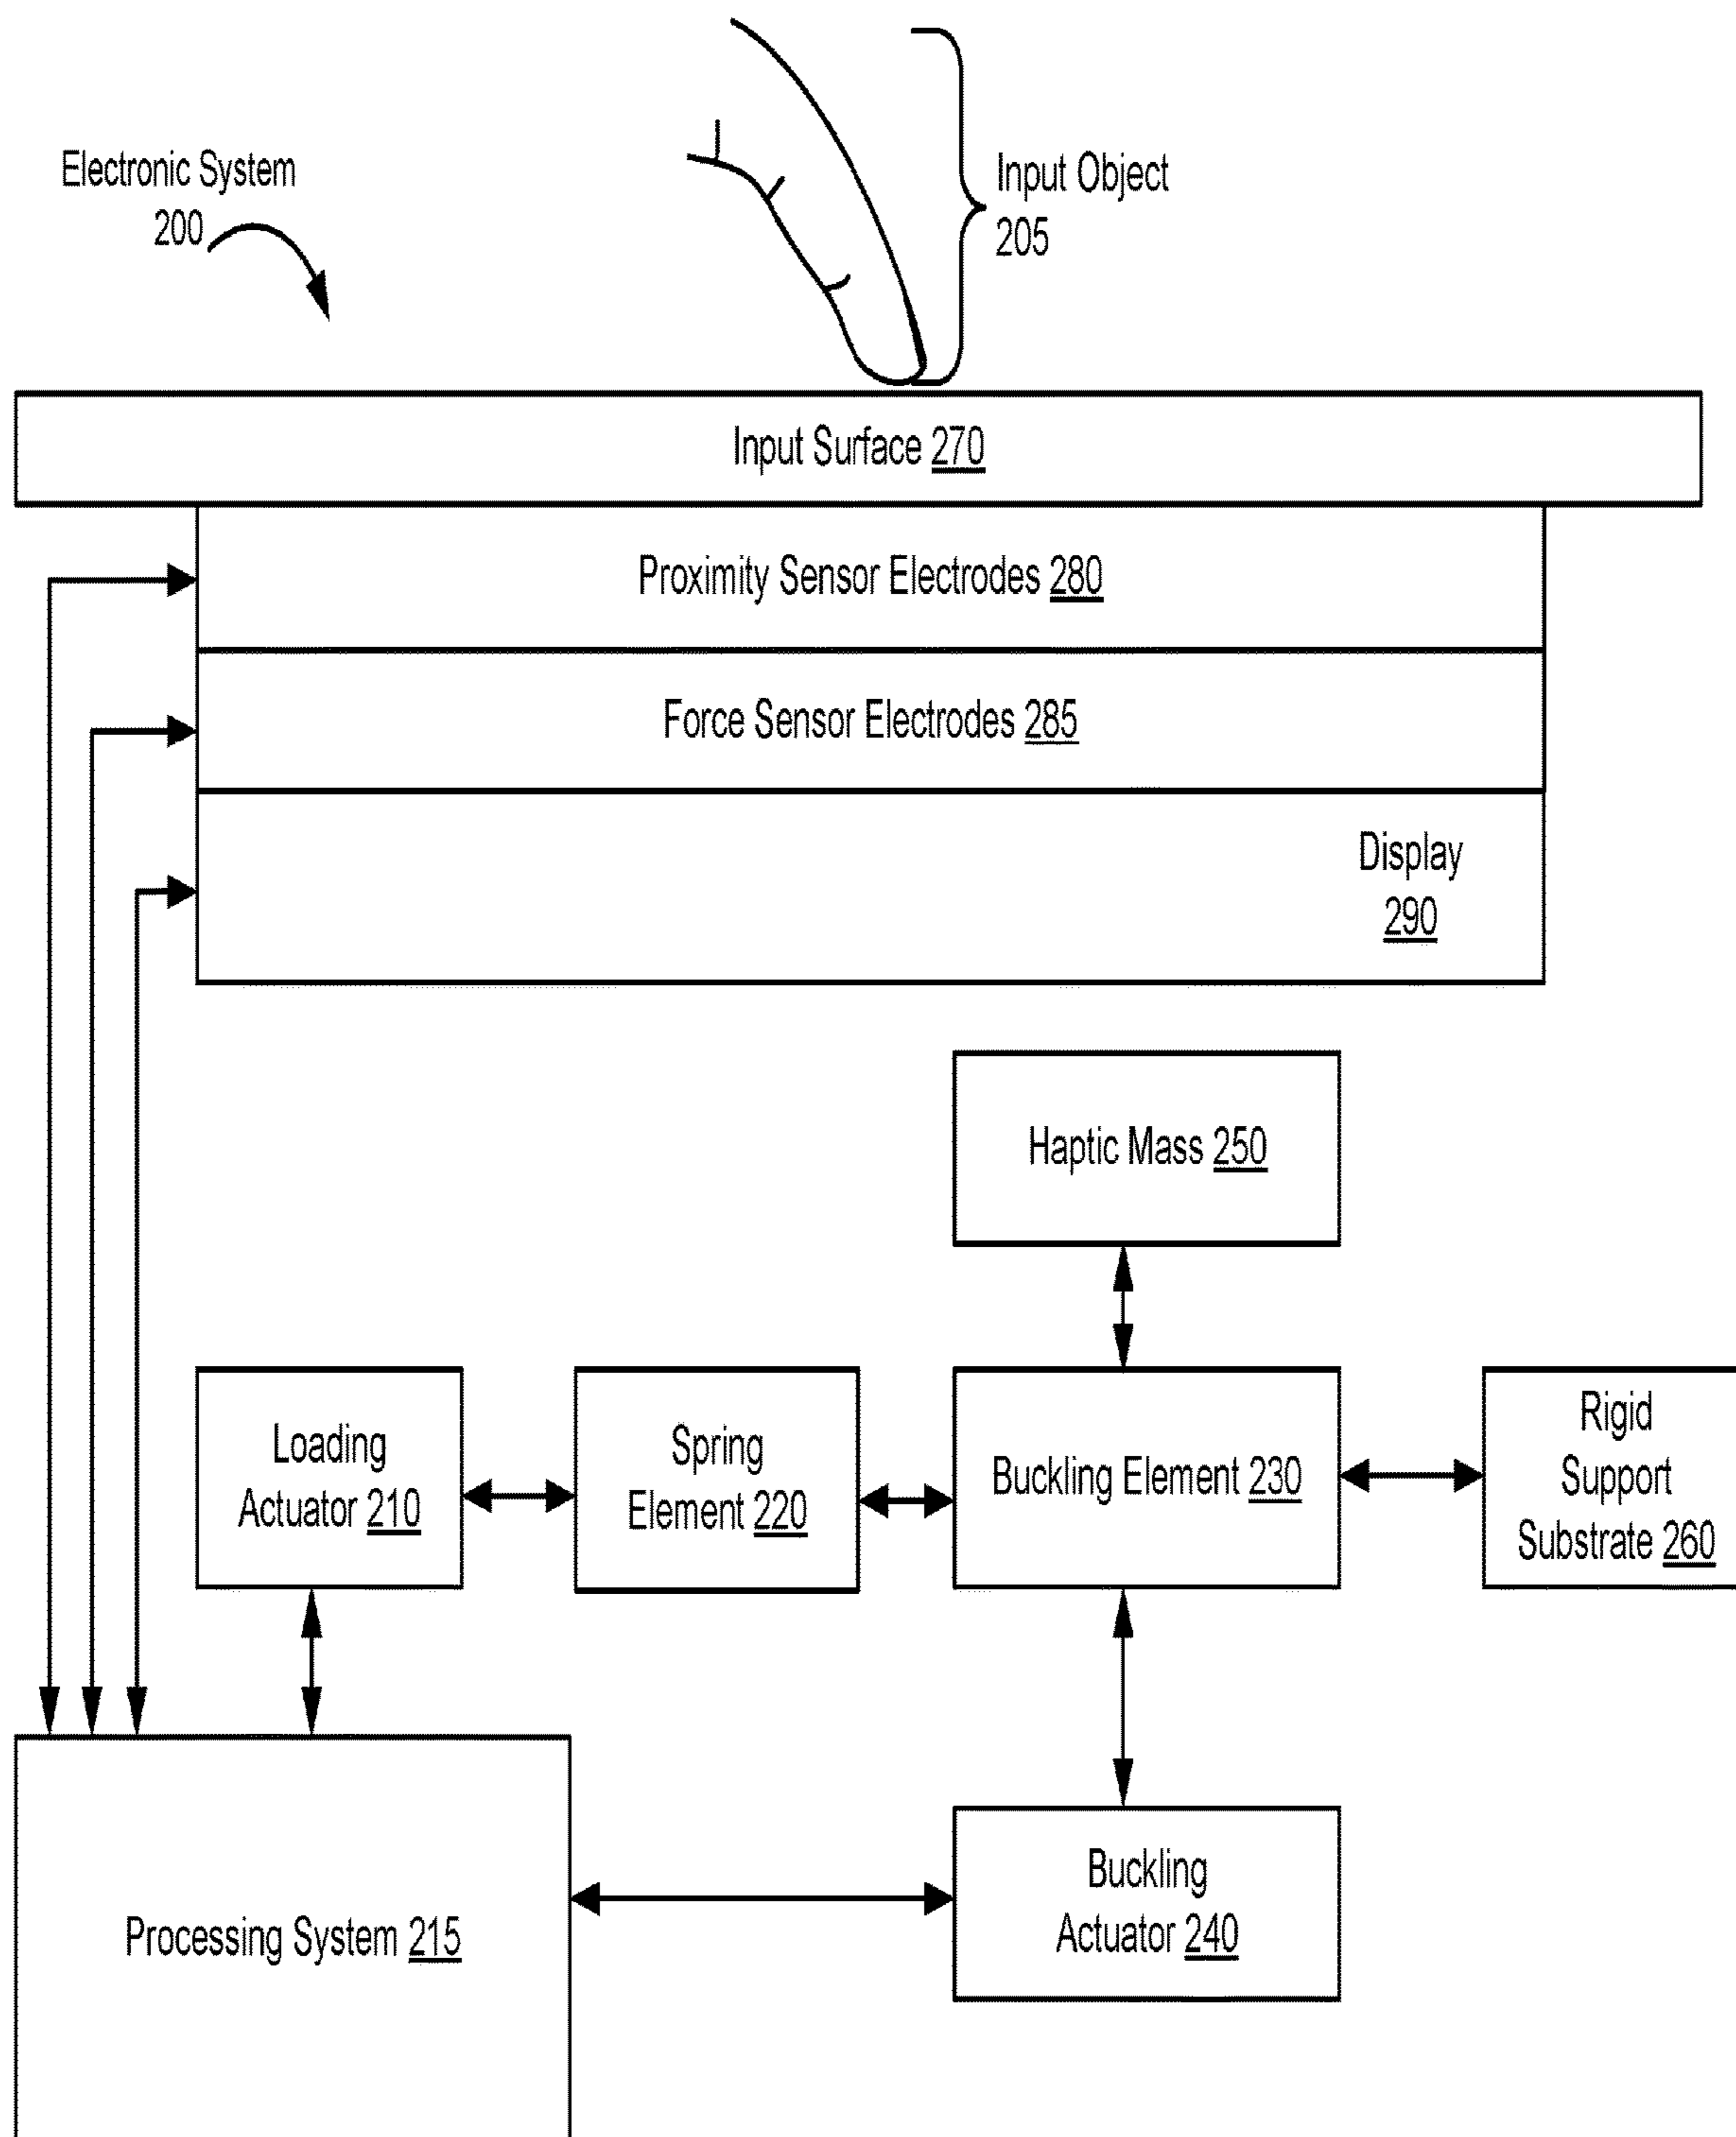 Electronic System
200
Input Object
205
Input Surface 270
Proximity Sensor Electrodes 280
Force Sensor Electrodes 285
Display
290
Haptic Mass 250
Loading
Actuator 210
Spring
Element 220
Buckling Element 230
Rigid
Support
Substrate 260
Processing System 215
Buckling
Actuator 240